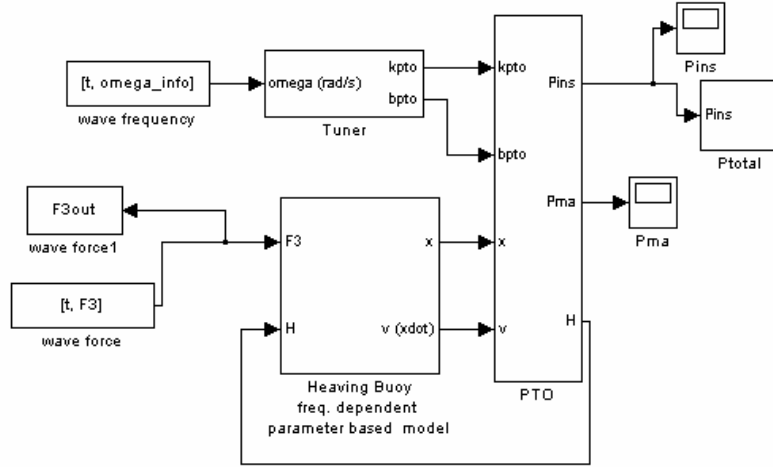 [t, omega_info]
wave frequency
omega (rad/s)
kpto
bpto
Tuner
kpto
bpto
x
v
Pins
Pma
H
PTO
Pins
Pins
Ptotal
Pma
F3out
wave force1
[t, F3]
wave force
F3
H
x
v (xdot)
Heaving Buoy
freq. dependent
parameter based model